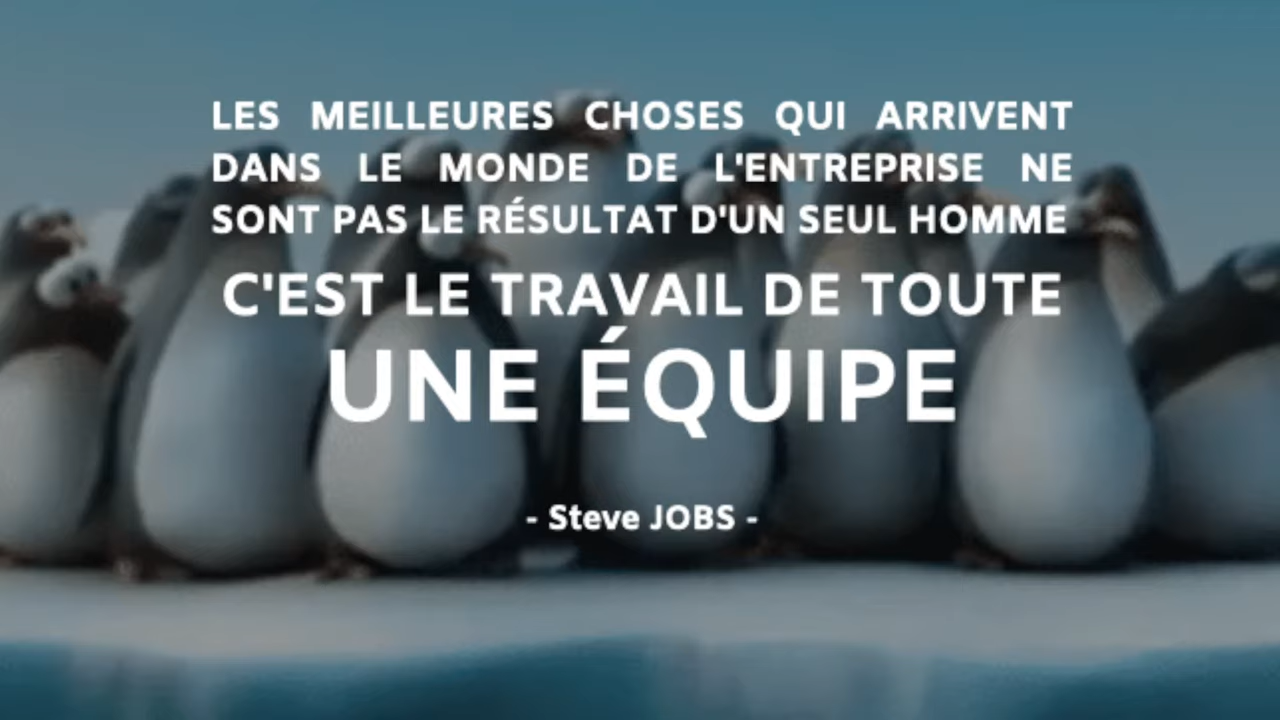 LES MEILLEURES CHOSES QUI ARRIVENT
DANS LE MONDE DE L'ENTREPRISE NE
SONT PAS LE RÉSULTAT D'UN SEUL HOMME
C'EST LE TRAVAIL DE TOUTE
UNE ÉQUIPE
- Steve JOBS -